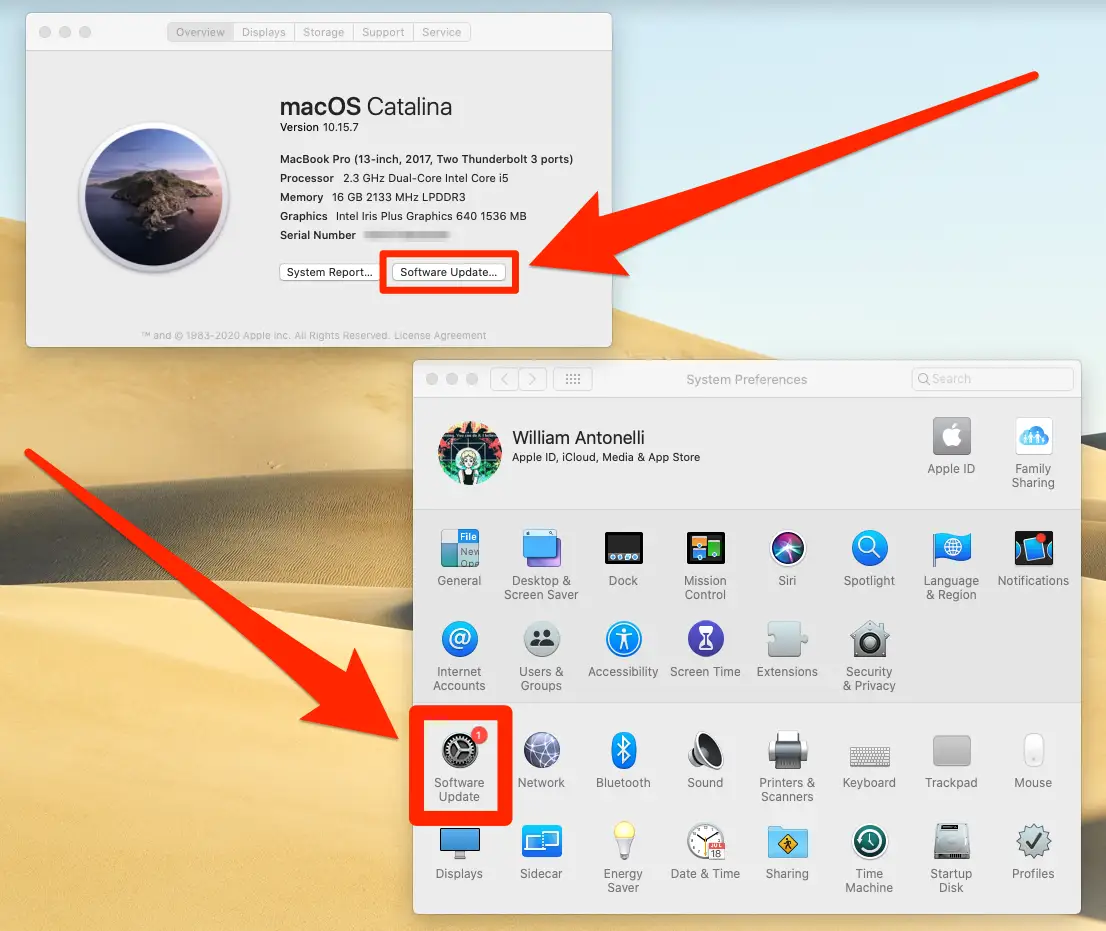 Overview Displays Storage Support Service
macOS Catalina
Version 10.15.7
MacBook Pro (13-inch, 2017, Two Thunderbolt 3 ports)
Processor 2.3 GHz Dual-Core Intel Core i5
Memory 16 GB 2133 MHz LPDDR3
Graphics Intel Iris Plus Graphics 640 1536 MB
Serial Number
System Report... Software Update...
™ and © 1983-2020 Apple Inc. All Rights Reserved. License Agreement
System Preferences
Search
William Antonelli
Apple ID, iCloud, Media & App Store
Apple ID
Family
Sharing
File
New
General
Desktop &
Screen Saver
Dock
Mission
Control
Siri
Spotlight
Language
& Region
Notifications
@
Internet
Accounts
Users &
Groups
Accessibility
Screen Time
Extensions
Security
& Privacy
1
Software
Update
Network
Bluetooth
Sound
Printers &
Scanners
Keyboard
Trackpad
Mouse
Displays
Sidecar
Energy
Saver
JUL
18
Date & Time
Sharing
Time
Machine
Startup
Disk
Profiles